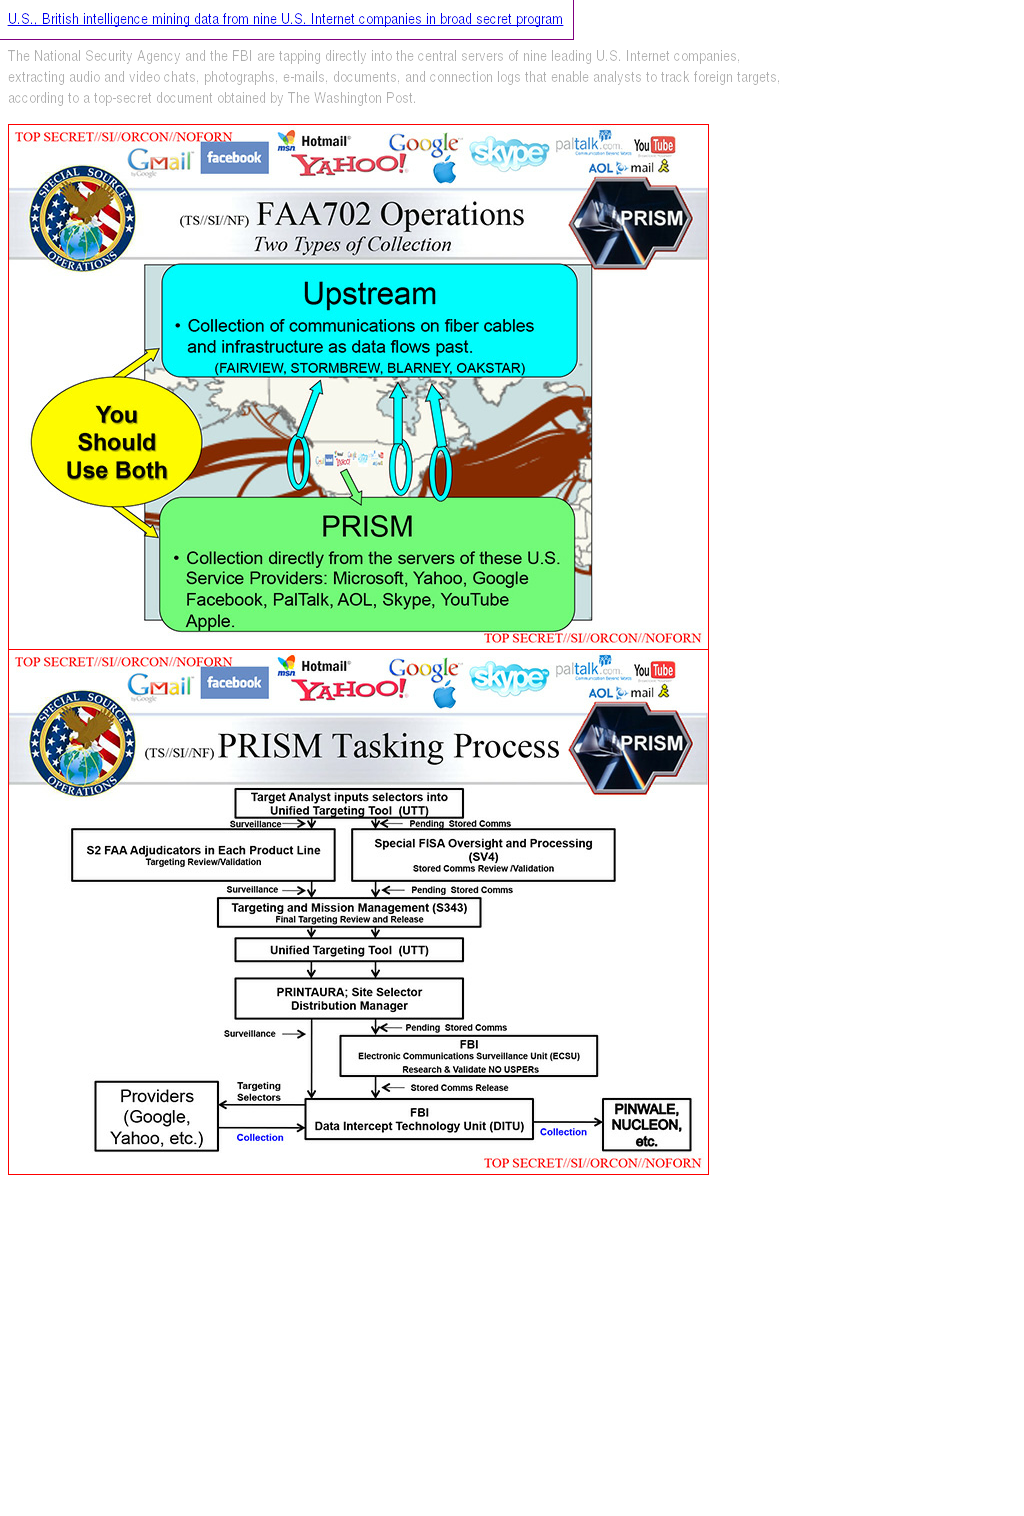 U.S., British intelligence mining data from nine U.S. Internet companies in broad secret program
The National Security Agency and the FBI are tapping directly into the central servers of nine leading U.S. Internet companies,
extracting audio and video chats, photographs, e-mails, documents, and connection logs that enable analysts to track foreign targets,
according to a top-secret document obtained by The Washington Post.
TOP SECRET//SI//ORCON//NOFORN
Gmail
by Google
facebook
msn Hotmail
YAHOO!
Google
skype
paltalk.com
Communication Beyond Words
YouTube
AOL mail
SPECIAL SOURCE OPERATIONS
(TS//SI//NF) FAA702 Operations
Two Types of Collection
PRISM
Upstream
• Collection of communications on fiber cables
and infrastructure as data flows past.
(FAIRVIEW, STORMBREW, BLARNEY, OAKSTAR)
You
Should
Use Both
PRISM
• Collection directly from the servers of these U.S.
Service Providers: Microsoft, Yahoo, Google
Facebook, PalTalk, AOL, Skype, YouTube
Apple.
TOP SECRET//SI//ORCON//NOFORN
TOP SECRET//SI//ORCON//NOFORN
Gmail
by Google
facebook
msn Hotmail
YAHOO!
Google
skype
paltalk.com
Communication Beyond Words
YouTube
AOL mail
SPECIAL SOURCE OPERATIONS
(TS//SI//NF) PRISM Tasking Process
PRISM
Target Analyst inputs selectors into
Unified Targeting Tool (UTT)
Surveillance
Pending Stored Comms
S2 FAA Adjudicators in Each Product Line
Targeting Review/Validation
Special FISA Oversight and Processing
(SV4)
Stored Comms Review /Validation
Surveillance
Pending Stored Comms
Targeting and Mission Management (S343)
Final Targeting Review and Release
Unified Targeting Tool (UTT)
PRINTAURA; Site Selector
Distribution Manager
Surveillance
Pending Stored Comms
FBI
Electronic Communications Surveillance Unit (ECSU)
Research & Validate NO USPERs
Stored Comms Release
Providers
(Google,
Yahoo, etc.)
Targeting
Selectors
Collection
FBI
Data Intercept Technology Unit (DITU)
Collection
PINWALE,
NUCLEON,
etc.
TOP SECRET//SI//ORCON//NOFORN